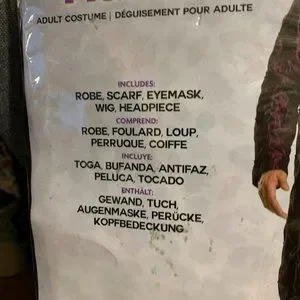 ADULT COSTUME | DÉGUISEMENT POUR ADULTE
INCLUDES:
ROBE, SCARF, EYEMASK,
WIG, HEADPIECE
COMPREND:
ROBE, FOULARD, LOUP,
PERRUQUE, COIFFE
INCLUYE:
TOGA, BUFANDA, ANTIFAZ,
PELUCA, TOCADO
ENTHÄLT:
GEWAND, TUCH,
AUGENMASKE, PERÜCKE,
KOPFBEDECKUNG